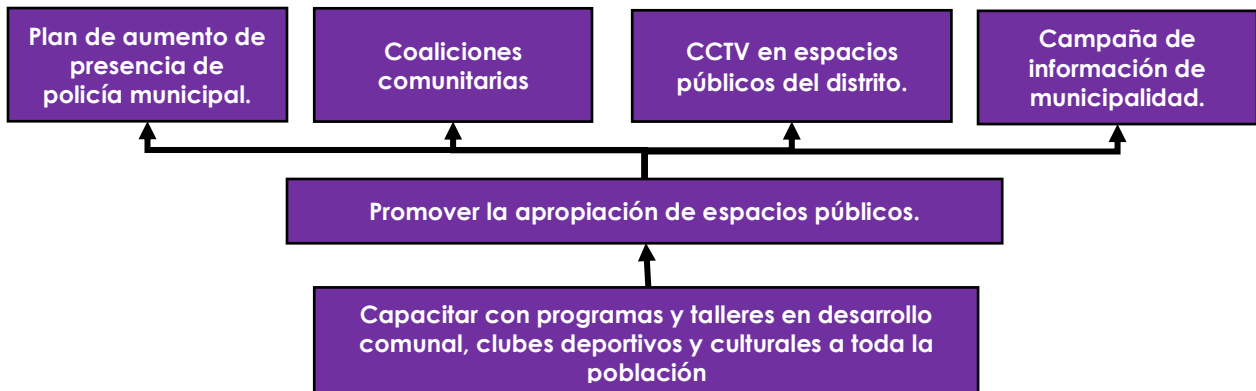 Plan de aumento de
presencia de
policía municipal.
Coaliciones
comunitarias
CCTV en espacios
públicos del distrito.
Campaña de
información de
municipalidad.
Promover la apropiación de espacios públicos.
Capacitar con programas y talleres en desarrollo
comunal, clubes deportivos y culturales a toda la
población